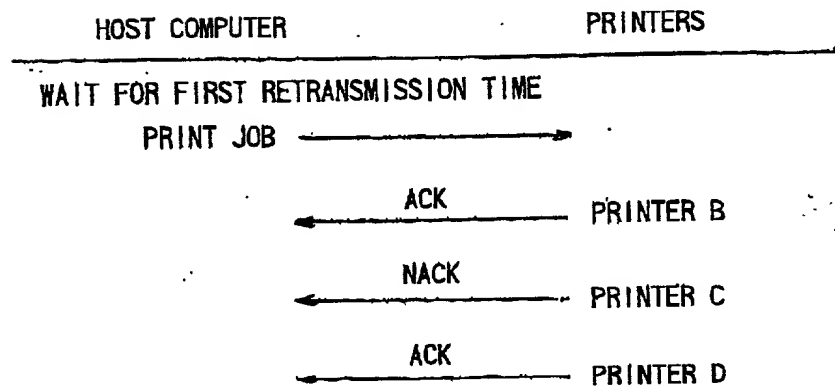 HOST COMPUTER PRINTERS
WAIT FOR FIRST RETRANSMISSION TIME
PRINT JOB
ACK
PRINTER B
NACK
PRINTER C
ACK
PRINTER D